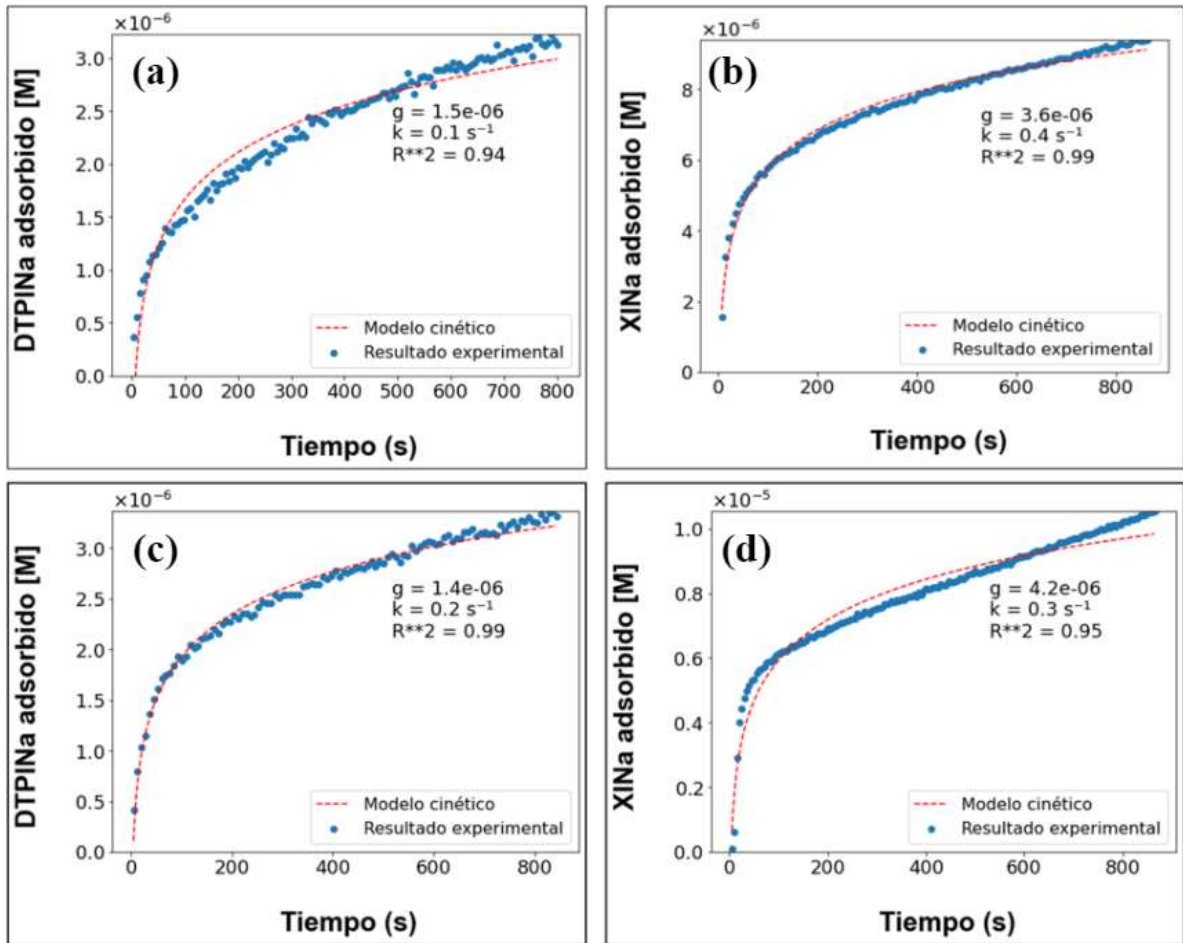 ×10⁻⁶
(a)
DTPINa adsorbido [M]
3.0
2.5
2.0
1.5
1.0
0.5
0.0
g = 1.5e-06
k = 0.1 s⁻¹
R**2 = 0.94
Modelo cinético
Resultado experimental
0 100 200 300 400 500 600 700 800
Tiempo (s)
×10⁻⁶
(b)
XINa adsorbido [M]
8
6
4
2
0
g = 3.6e-06
k = 0.4 s⁻¹
R**2 = 0.99
Modelo cinético
Resultado experimental
0 200 400 600 800
Tiempo (s)
×10⁻⁶
(c)
DTPINa adsorbido [M]
3.0
2.5
2.0
1.5
1.0
0.5
0.0
g = 1.4e-06
k = 0.2 s⁻¹
R**2 = 0.99
Modelo cinético
Resultado experimental
0 200 400 600 800
Tiempo (s)
×10⁻⁵
(d)
XINa adsorbido [M]
1.0
0.8
0.6
0.4
0.2
0.0
g = 4.2e-06
k = 0.3 s⁻¹
R**2 = 0.95
Modelo cinético
Resultado experimental
0 200 400 600 800
Tiempo (s)